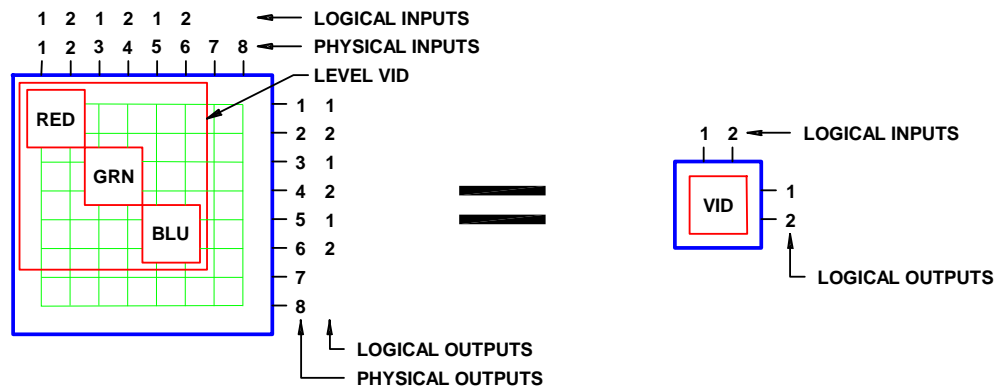 1 2 1 2 1 2 LOGICAL INPUTS
1 2 3 4 5 6 7 8 PHYSICAL INPUTS
LEVEL VID
RED
GRN
BLU
1 1
2 2
3 1
4 2
5 1
6 2
7
8
LOGICAL OUTPUTS
PHYSICAL OUTPUTS
1 2 LOGICAL INPUTS
VID
1
2
LOGICAL OUTPUTS